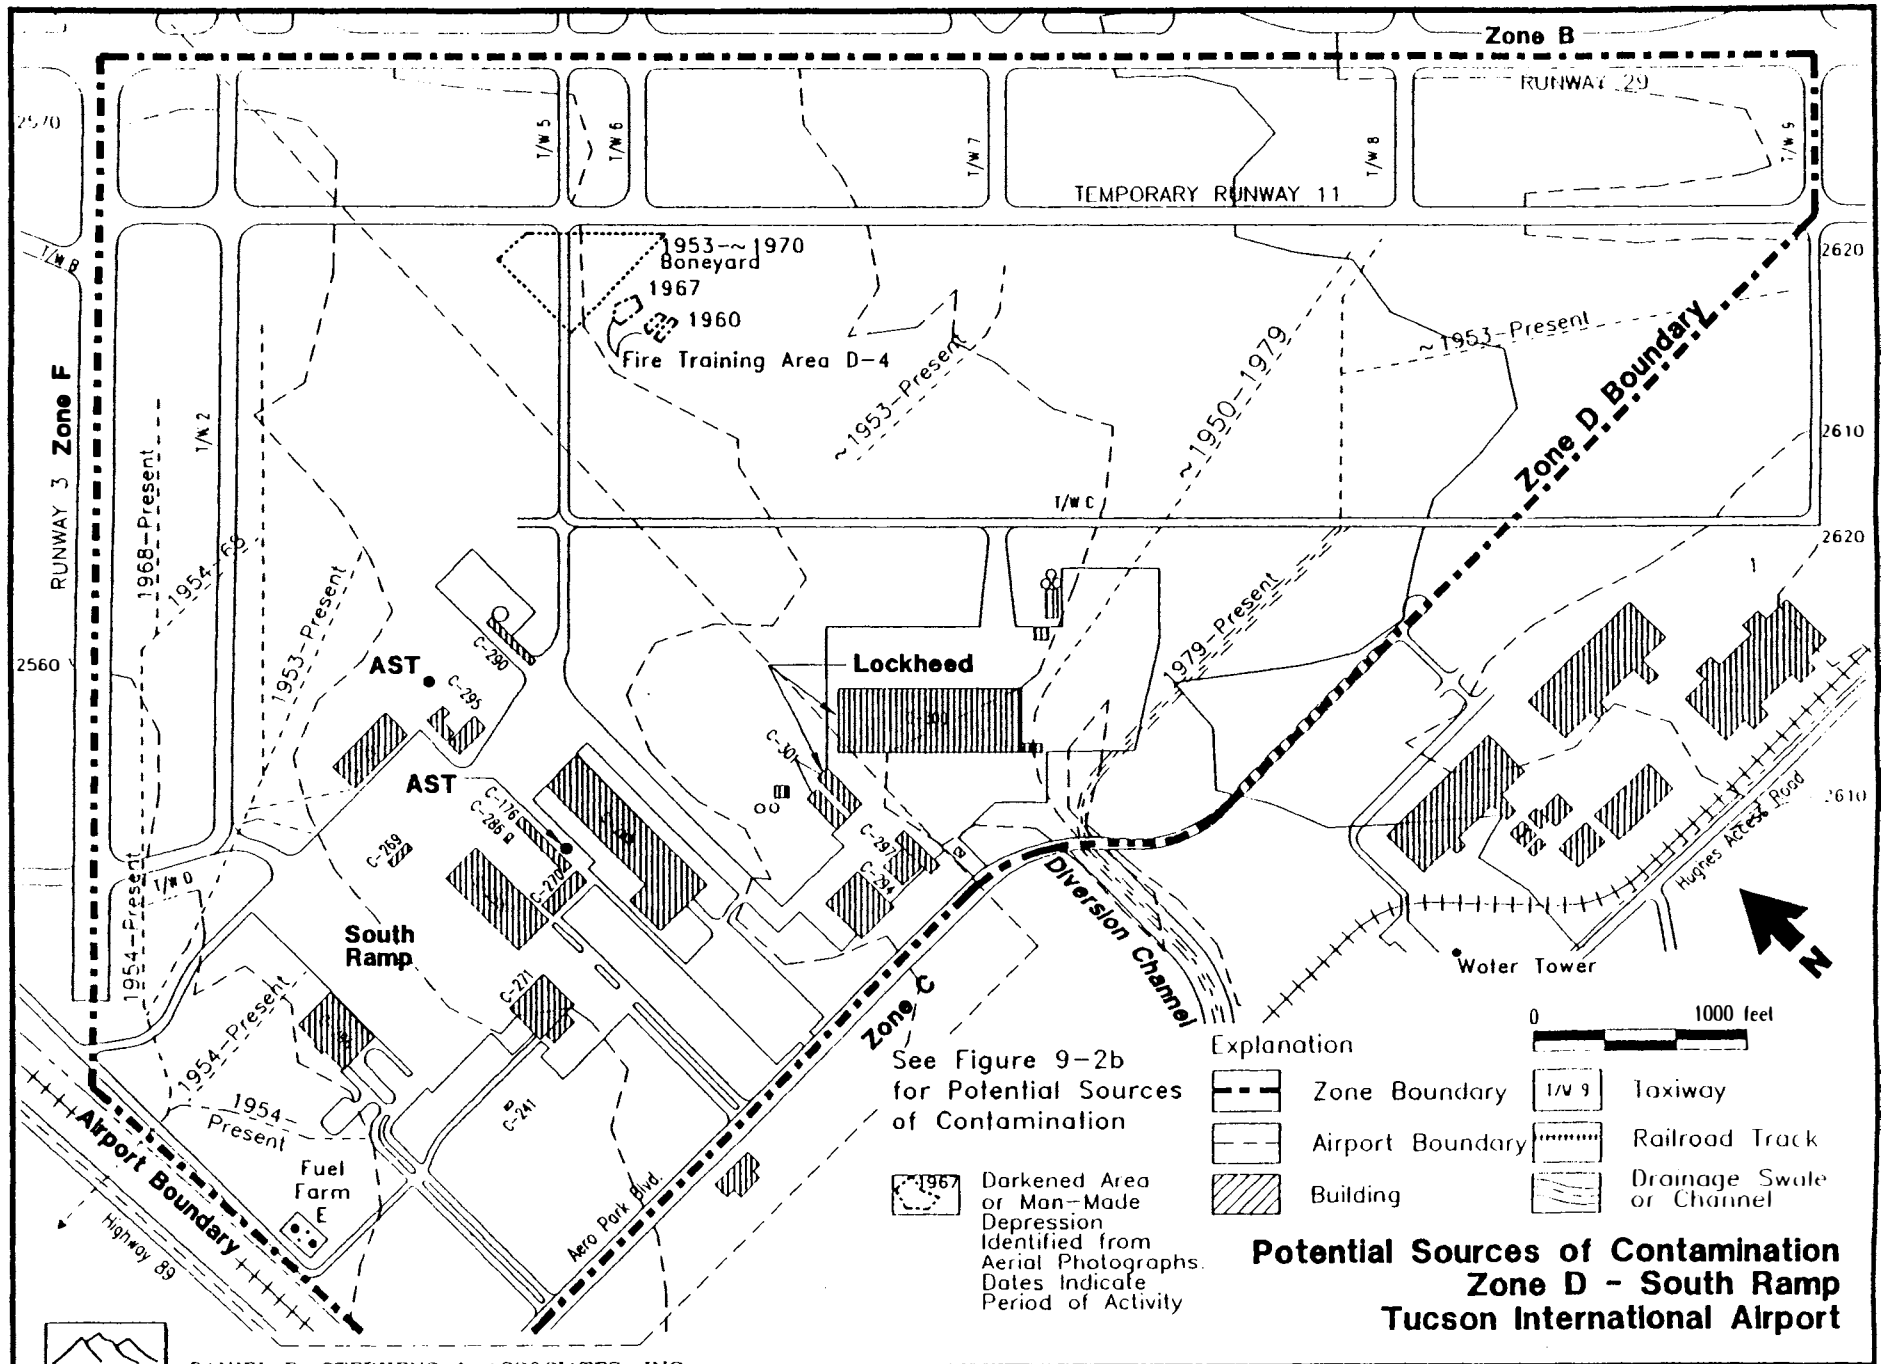 Zone B
RUNWAY 29
2570
T/W 5
T/W 6
T/W 7
T/W 8
T/W 9
TEMPORARY RUNWAY 11
T/W B
1953-~1970
Boneyard
1967
1960
Fire Training Area D-4
2620
~1953-Present
~1953-Present
~1950-1979
Zone D Boundary
2610
RUNWAY 3
Zone F
T/W 2
1968-Present
1954-68
1953-Present
T/W C
2620
1979-Present
2560
AST
C-290
C-295
Lockheed
C-300
C-301
AST
C-176
C-286
C-269
C-270
C-297
C-294
2610
Hughes Access Road
T/W D
1954-Present
South
Ramp
C-271
Diversion Channel
Zone C
Woter Tower
N
1954-Present
1954-
Present
C-241
Fuel
Farm
E
Airport Boundary
Highway 89
Aero Park Blvd.
See Figure 9-2b
for Potential Sources
of Contamination
1967
Darkened Area
or Man-Made
Depression
Identified from
Aerial Photographs.
Dates Indicate
Period of Activity
0
1000 feet
Explanation
Zone Boundary
T/W 9
Taxiway
Airport Boundary
Railroad Track
Building
Drainage Swale
or Channel
Potential Sources of Contamination
Zone D - South Ramp
Tucson International Airport